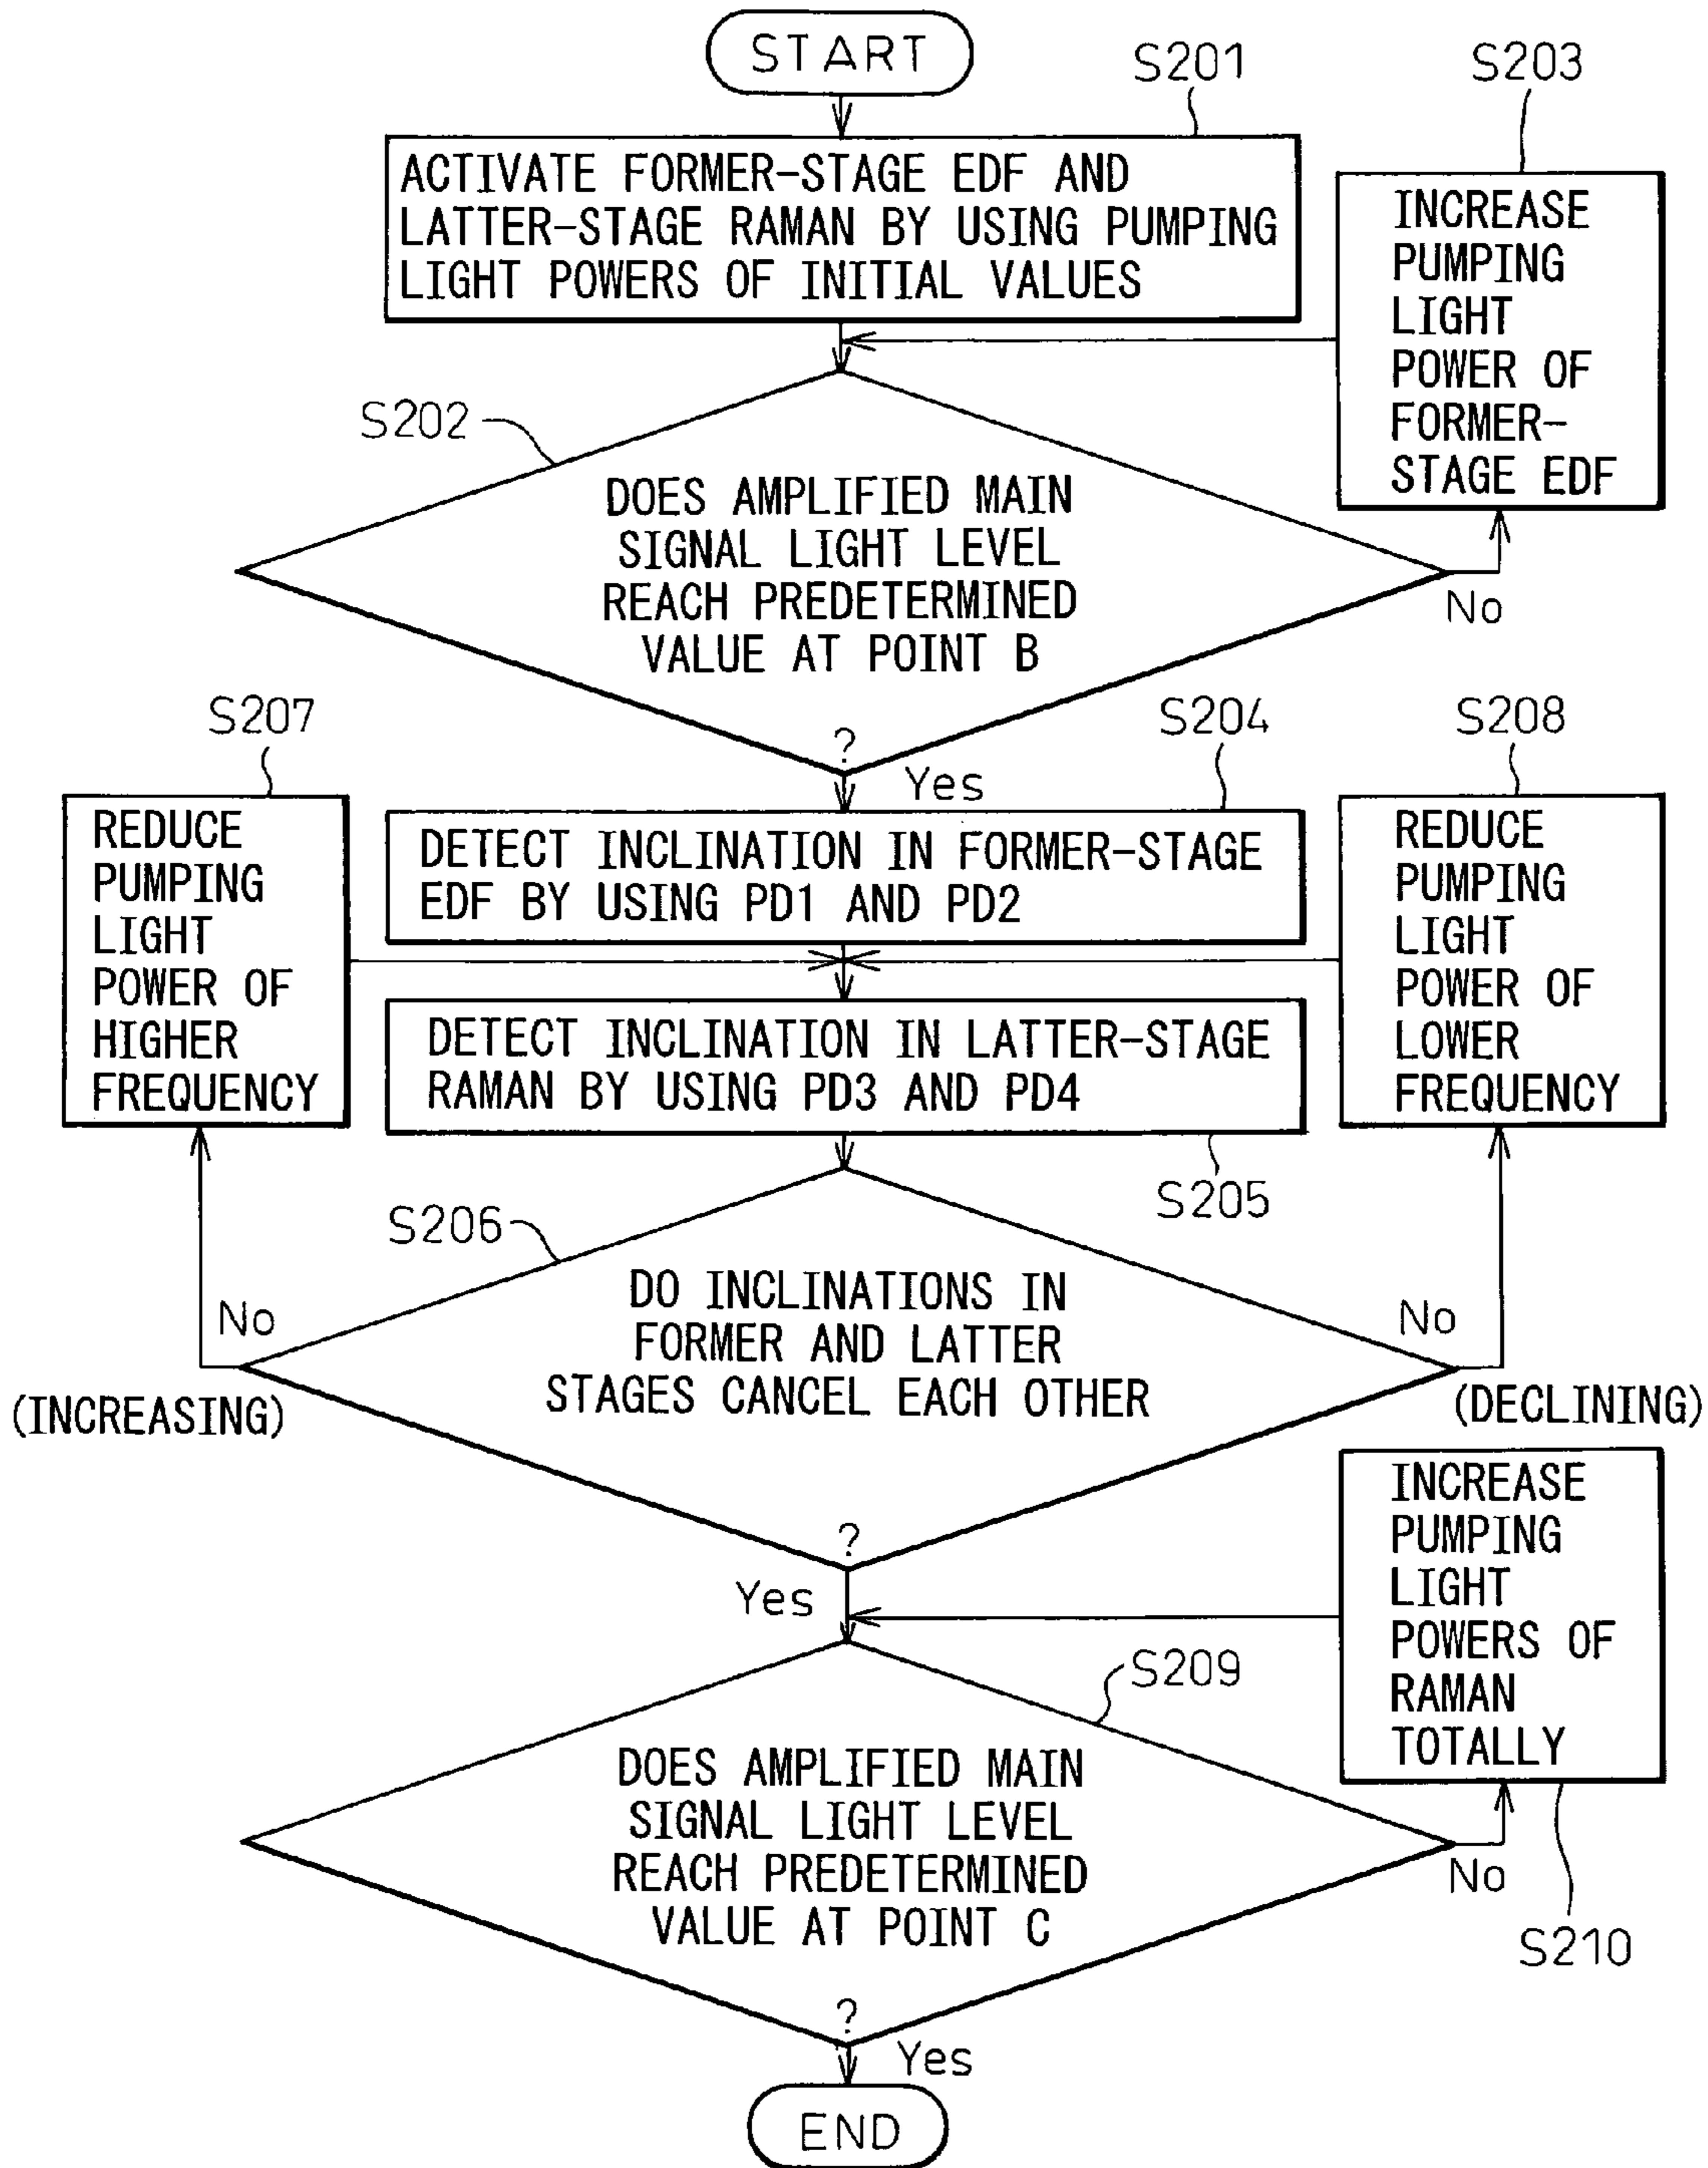 START
S201
S203
ACTIVATE FORMER-STAGE EDF AND
LATTER-STAGE RAMAN BY USING PUMPING
LIGHT POWERS OF INITIAL VALUES
INCREASE
PUMPING
LIGHT
POWER OF
FORMER-
STAGE EDF
S202
DOES AMPLIFIED MAIN
SIGNAL LIGHT LEVEL
REACH PREDETERMINED
VALUE AT POINT B
?
No
Yes
S207
S204
S208
REDUCE
PUMPING
LIGHT
POWER OF
HIGHER
FREQUENCY
DETECT INCLINATION IN FORMER-STAGE
EDF BY USING PD1 AND PD2
REDUCE
PUMPING
LIGHT
POWER OF
LOWER
FREQUENCY
DETECT INCLINATION IN LATTER-STAGE
RAMAN BY USING PD3 AND PD4
S205
S206
DO INCLINATIONS IN
FORMER AND LATTER
STAGES CANCEL EACH OTHER
?
No
(INCREASING)
No
(DECLINING)
Yes
INCREASE
PUMPING
LIGHT
POWERS OF
RAMAN
TOTALLY
S209
DOES AMPLIFIED MAIN
SIGNAL LIGHT LEVEL
REACH PREDETERMINED
VALUE AT POINT C
?
No
S210
Yes
END